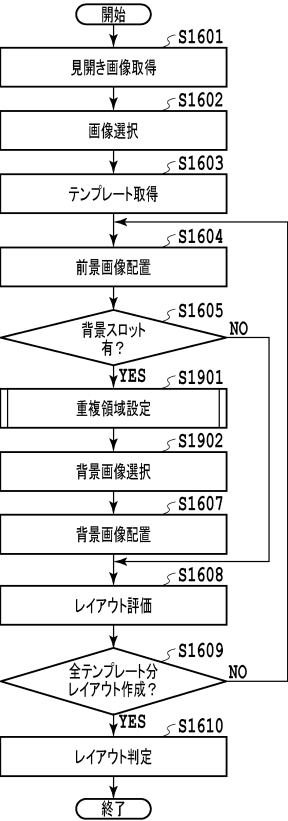 開始
S1601
見開き画像取得
S1602
画像選択
S1603
テンプレート取得
S1604
前景画像配置
S1605
背景スロット
有？
NO
YES
S1901
重複領域設定
S1902
背景画像選択
S1607
背景画像配置
S1608
レイアウト評価
S1609
全テンプレート分
レイアウト作成？
NO
YES
S1610
レイアウト判定
終了